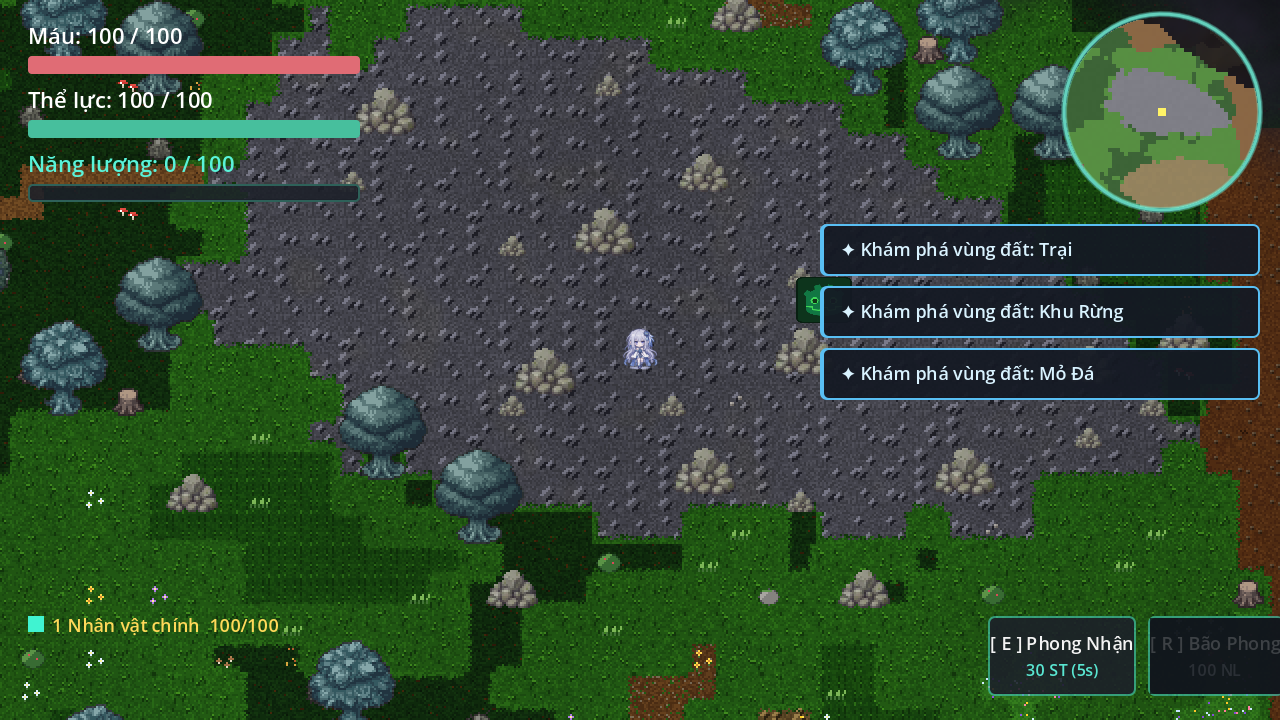 Máu: 100 / 100
Thể lực: 100 / 100
Năng lượng: 0 / 100
✦ Khám phá vùng đất: Trại
✦ Khám phá vùng đất: Khu Rừng
✦ Khám phá vùng đất: Mỏ Đá
1 Nhân vật chính 100/100
[ E ] Phong Nhận
30 ST (5s)
[ R ] Bão Phong
100 NL